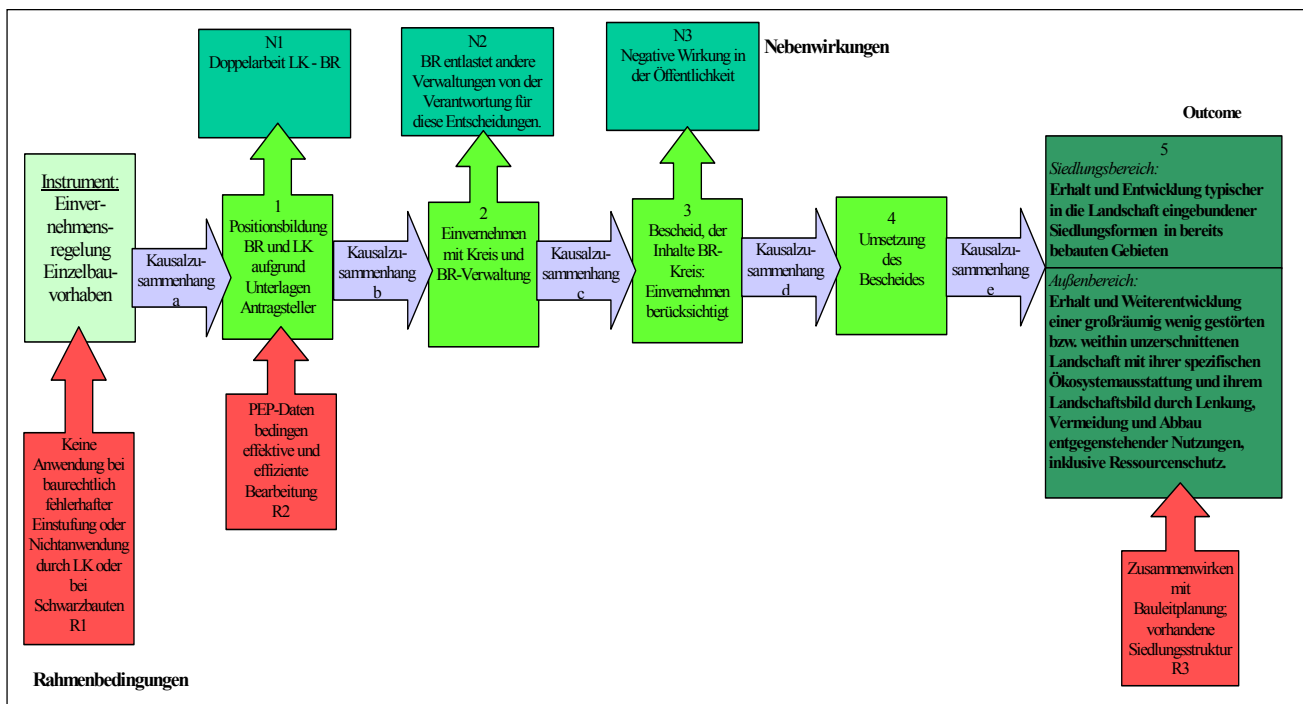 N1
Doppelarbeit LK - BR
N2
BR entlastet andere
Verwaltungen von der
Verantwortung für
diese Entscheidungen.
N3
Negative Wirkung in
der Öffentlichkeit
Nebenwirkungen
Outcome
Instrument:
Einver-
nehmens-
regelung
Einzelbau-
vorhaben
Kausalzu-
sammenhang
a
1
Positionsbildung
BR und LK
aufgrund
Unterlagen
Antragsteller
Kausalzu-
sammenhang
b
2
Einvernehmen
mit Kreis und
BR-Verwaltung
Kausalzu-
sammenhang
c
3
Bescheid, der
Inhalte BR-
Kreis:
Einvernehmen
berücksichtigt
Kausalzu-
sammenhang
d
4
Umsetzung
des
Bescheides
Kausalzu-
sammenhang
e
5
Siedlungsbereich:
Erhalt und Entwicklung typischer
in die Landschaft eingebundener
Siedlungsformen in bereits
bebauten Gebieten
Außenbereich:
Erhalt und Weiterentwicklung
einer großräumig wenig gestörten
bzw. weithin unzerschnittenen
Landschaft mit ihrer spezifischen
Ökosystemausstattung und ihrem
Landschaftsbild durch Lenkung,
Vermeidung und Abbau
entgegenstehender Nutzungen,
inklusive Ressourcenschutz.
Keine
Anwendung bei
baurechtlich
fehlerhafter
Einstufung oder
Nichtanwendung
durch LK oder
bei
Schwarzbauten
R1
PEP-Daten
bedingen
effektive und
effiziente
Bearbeitung
R2
Zusammenwirken
mit
Bauleitplanung;
vorhandene
Siedlungsstruktur
R3
Rahmenbedingungen